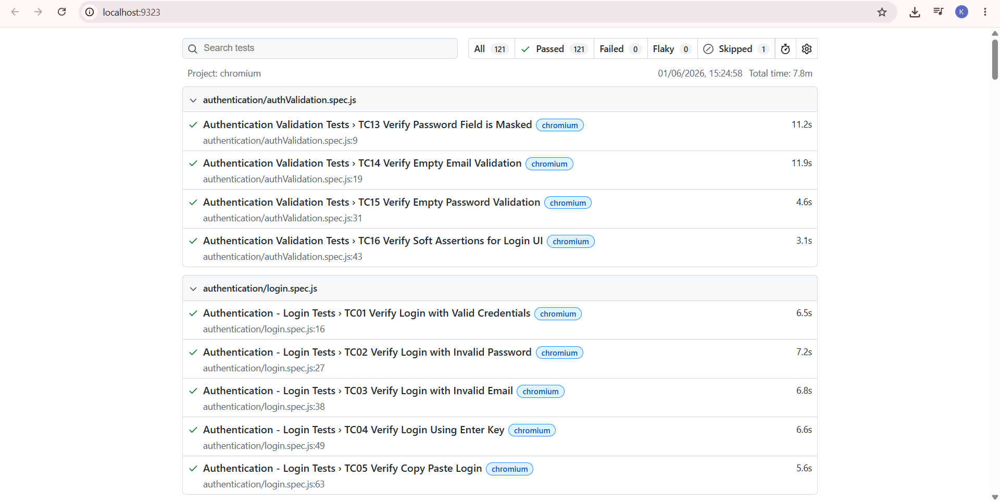 localhost:9323
K
Search tests
All 121 Passed 121 Failed 0 Flaky 0 Skipped 1
Project: chromium
01/06/2026, 15:24:58 Total time: 7.8m
authentication/authValidation.spec.js
Authentication Validation Tests › TC13 Verify Password Field is Masked chromium 11.2s
authentication/authValidation.spec.js:9
Authentication Validation Tests › TC14 Verify Empty Email Validation chromium 11.9s
authentication/authValidation.spec.js:19
Authentication Validation Tests › TC15 Verify Empty Password Validation chromium 4.6s
authentication/authValidation.spec.js:31
Authentication Validation Tests › TC16 Verify Soft Assertions for Login UI chromium 3.1s
authentication/authValidation.spec.js:43
authentication/login.spec.js
Authentication - Login Tests › TC01 Verify Login with Valid Credentials chromium 6.5s
authentication/login.spec.js:16
Authentication - Login Tests › TC02 Verify Login with Invalid Password chromium 7.2s
authentication/login.spec.js:27
Authentication - Login Tests › TC03 Verify Login with Invalid Email chromium 6.8s
authentication/login.spec.js:38
Authentication - Login Tests › TC04 Verify Login Using Enter Key chromium 6.6s
authentication/login.spec.js:49
Authentication - Login Tests › TC05 Verify Copy Paste Login chromium 5.6s
authentication/login.spec.js:63